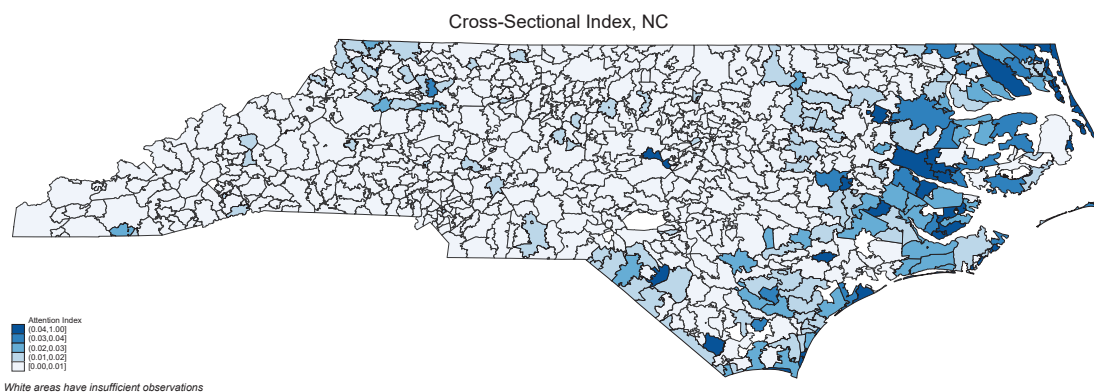 Cross-Sectional Index, NC
Attention Index
(0.04,1.00]
(0.03,0.04]
(0.02,0.03]
(0.01,0.02]
[0.00,0.01]
White areas have insufficient observations